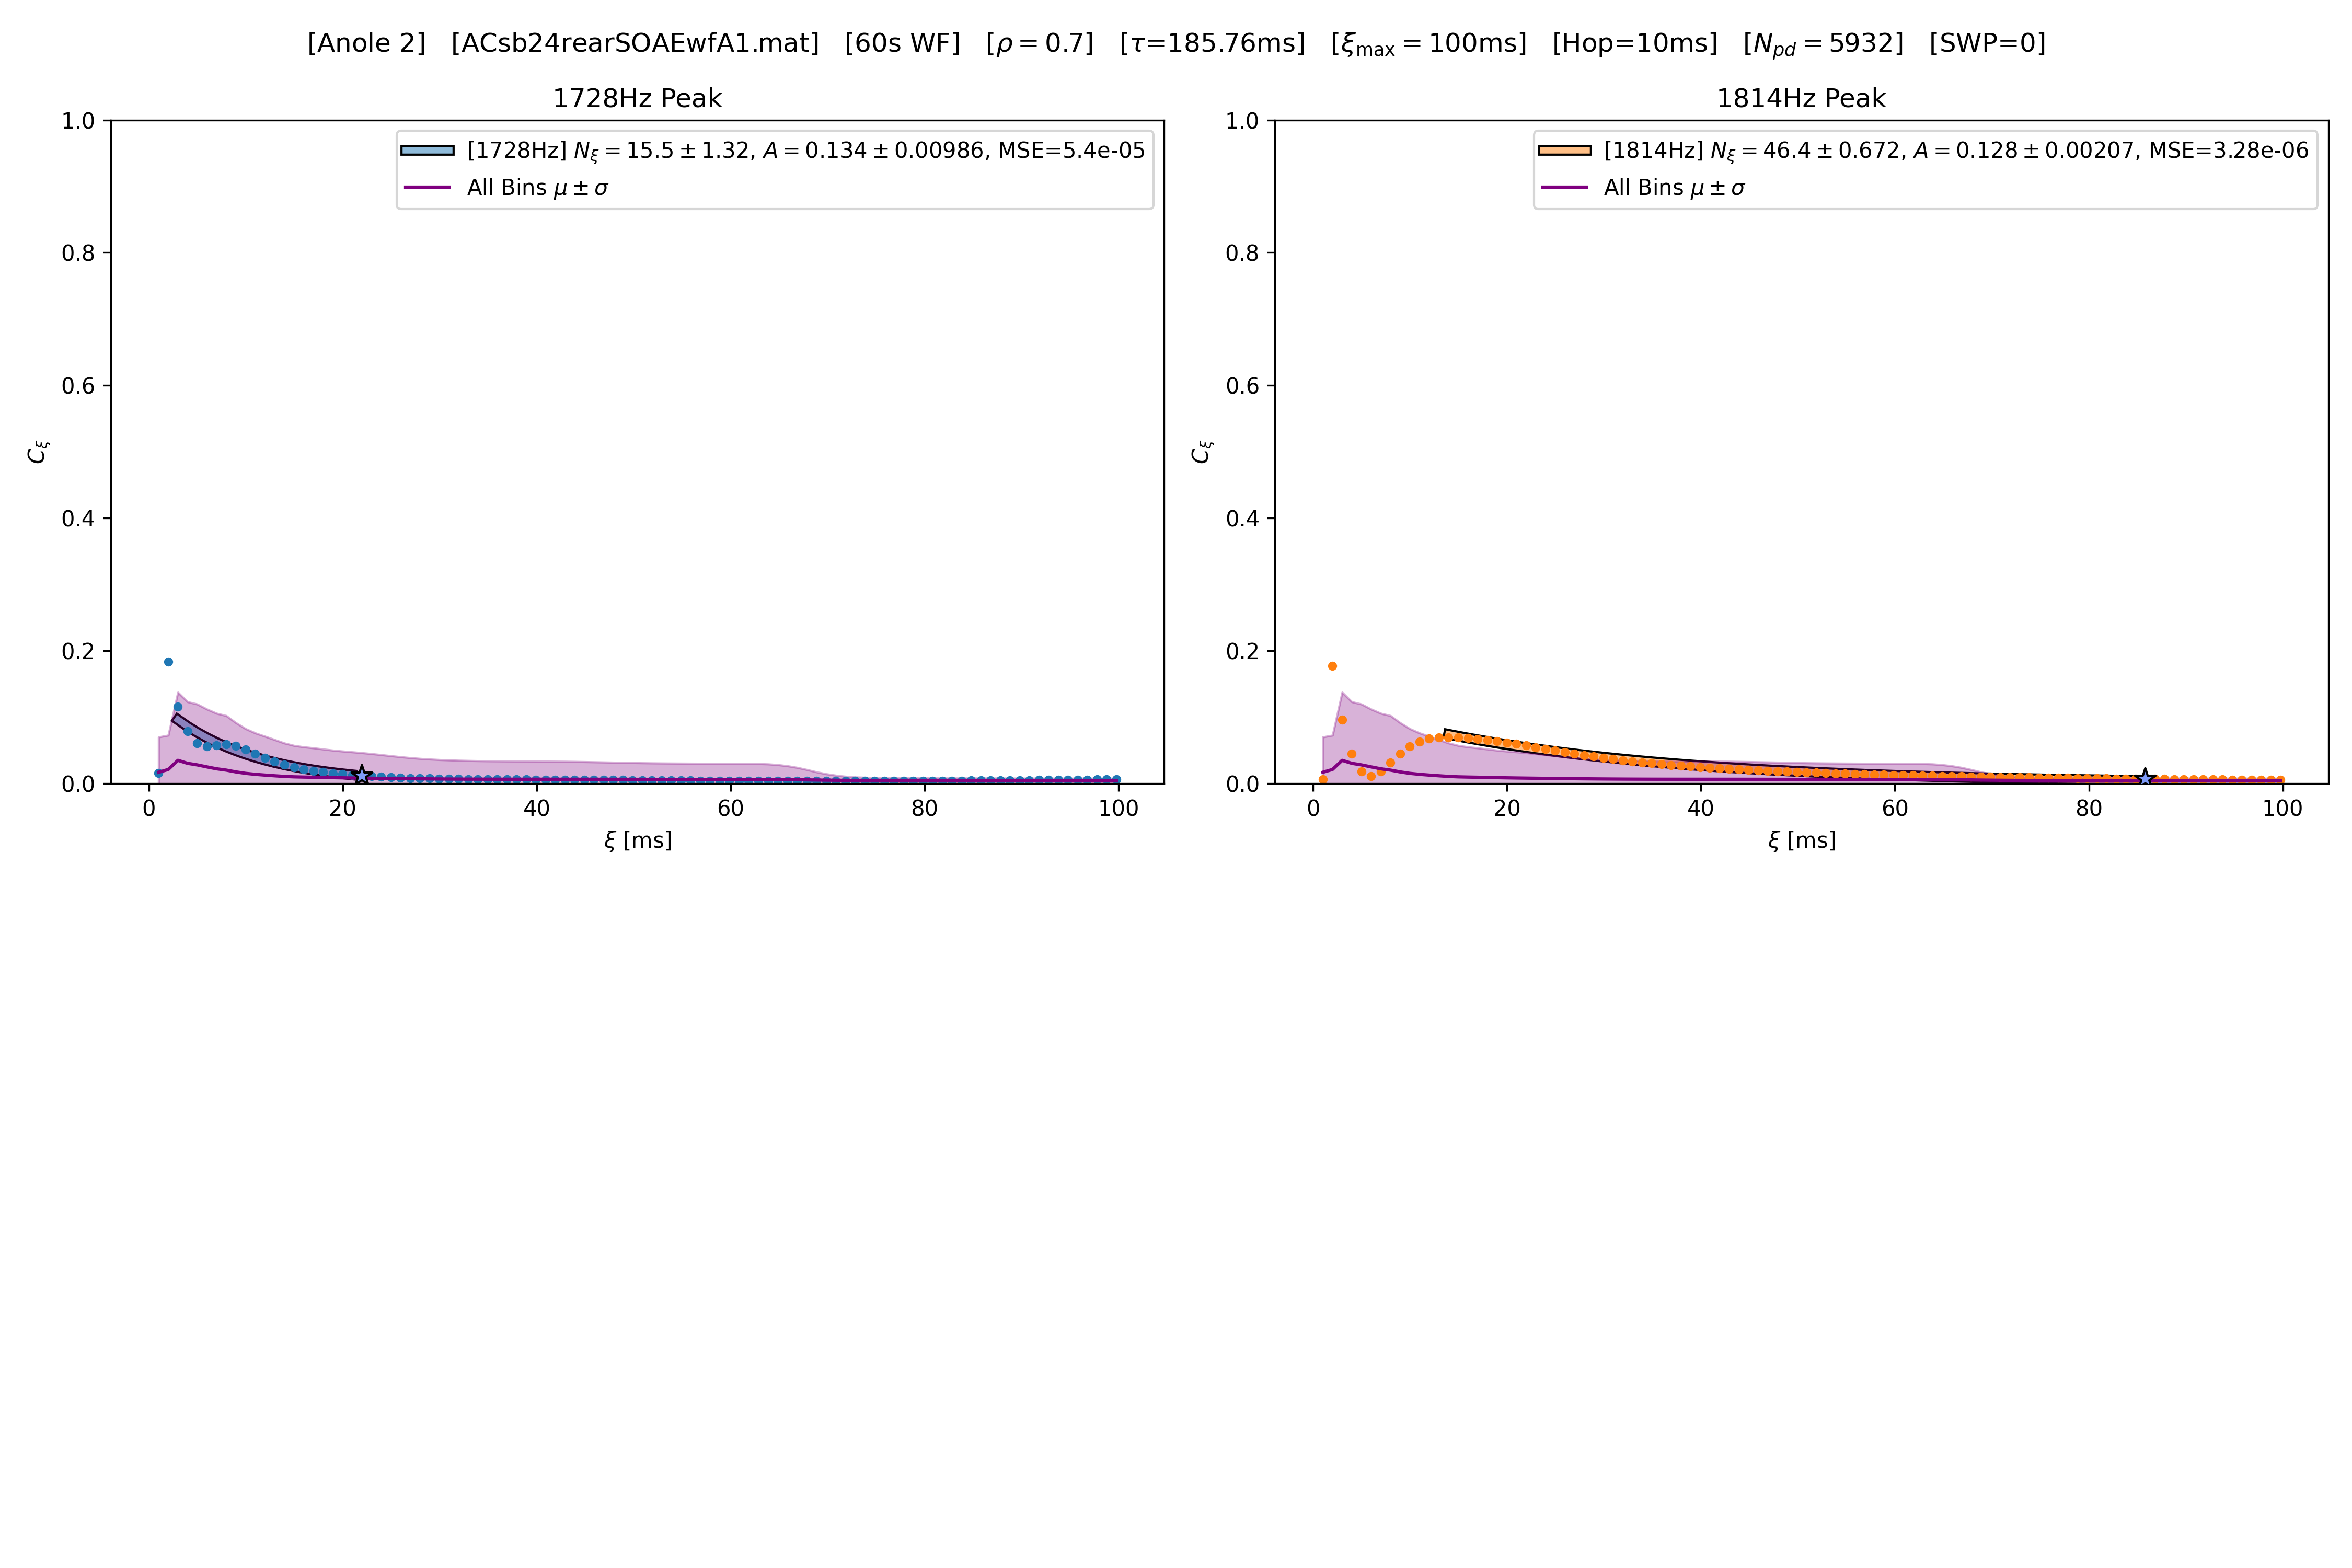 [Anole 2] [ACsb24rearSOAEwfA1.mat] [60s WF] [ρ = 0.7] [τ=185.76ms] [ξmax = 100ms] [Hop=10ms] [Npd = 5932] [SWP=0]
1728Hz Peak
[1728Hz] Nξ = 15.5 ± 1.32, A = 0.134 ± 0.00986, MSE=5.4e-05
All Bins μ ± σ
1.0
0.8
0.6
0.4
0.2
0.0
Cξ
0 20 40 60 80 100
ξ [ms]
1814Hz Peak
[1814Hz] Nξ = 46.4 ± 0.672, A = 0.128 ± 0.00207, MSE=3.28e-06
All Bins μ ± σ
1.0
0.8
0.6
0.4
0.2
0.0
Cξ
0 20 40 60 80 100
ξ [ms]